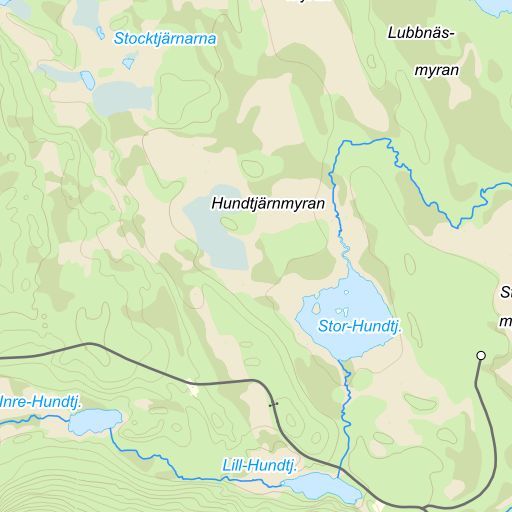 Stocktjärnarna
Lubbnäs-
myran
Hundtjärnmyran
Stor-Hundtj.
Inre-Hundtj.
Lill-Hundtj.